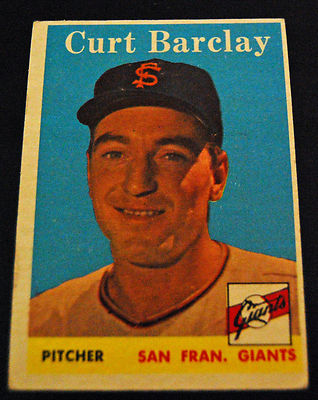 Curt Barclay
SF
Giants
PITCHER SAN FRAN. GIANTS